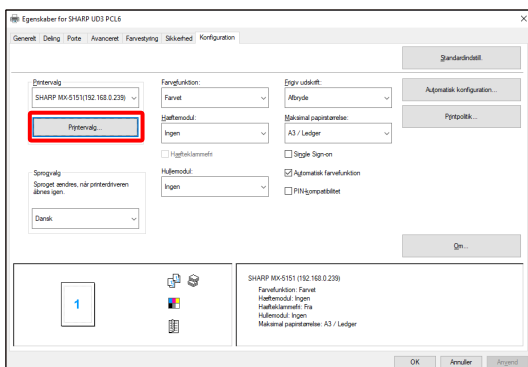 Egenskaber for SHARP UD3 PCL6
Generelt Deling Porte Avanceret Farvestyring Sikkerhed Konfiguration
Standardindstill.
Printervalg
SHARP MX-5151(192.168.0.239)
Printervalg...
Farvefunktion:
Farvet
Frigiv udskrift:
Afbryde
Automatisk konfiguration...
Hæftemodul:
Ingen
Maksimal papirstørrelse:
A3 / Ledger
Printpolitik...
Hæfteklammefri
Single Sign-on
Sprogvalg
Sproget ændres, når printerdriveren
åbnes igen.
Dansk
Hullemodul:
Ingen
Automatisk farvefunktion
PIN-kompatibilitet
Om...
1
SHARP MX-5151 (192.168.0.239)
Farvefunktion: Farvet
Hæftemodul: Ingen
Hæfteklammefri: Fra
Hullemodul: Ingen
Maksimal papirstørrelse: A3 / Ledger
OK Annuller Anvend